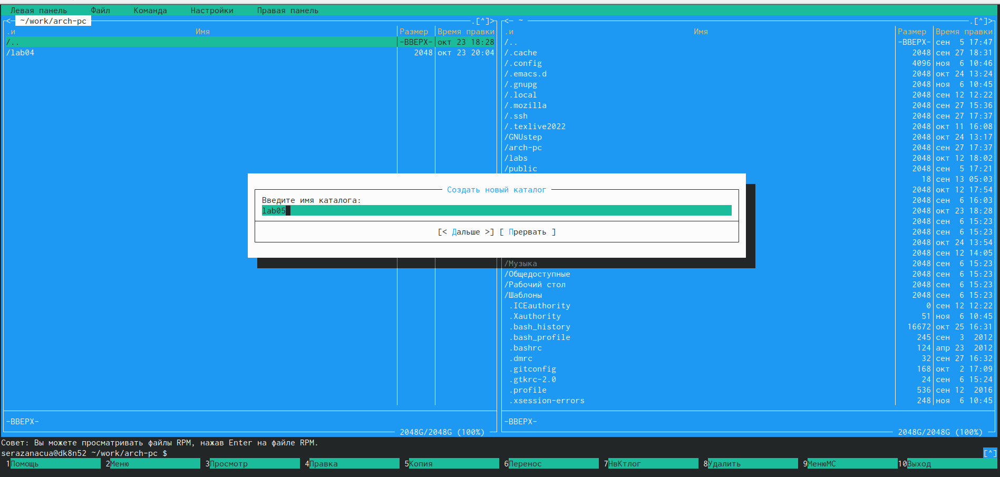 Левая панель Файл Команда Настройки Правая панель
<─ ~/work/arch-pc .[^]> <─ ~ .[^]>
.и Имя Размер Время правки .и Имя Размер Время правки
/.. -ВВЕРХ- окт 23 18:28 /.. -ВВЕРХ- сен 5 17:47
/lab04 2048 окт 23 20:04 /.cache 2048 сен 27 18:31
/.config 4096 ноя 6 10:46
/.emacs.d 2048 окт 24 13:24
/.gnupg 2048 ноя 6 10:45
/.local 2048 сен 12 12:22
/.mozilla 2048 сен 27 15:36
/.ssh 2048 сен 27 17:37
/.texlive2022 2048 окт 11 16:08
/GNUstep 2048 окт 24 13:17
/arch-pc 2048 сен 27 17:37
/labs 2048 окт 12 18:02
/public 2048 сен 5 17:21
18 сен 13 05:03
Создать новый каталог 2048 окт 12 17:54
Введите имя каталога: 2048 сен 6 16:03
lab05 2048 окт 23 18:28
2048 сен 6 15:23
[< Дальше >] [ Прервать ] 2048 сен 6 15:23
2048 окт 24 13:54
2048 сен 12 14:05
/Музыка 2048 сен 6 15:23
/Общедоступные 2048 сен 6 15:23
/Рабочий стол 2048 сен 6 15:23
/Шаблоны 2048 сен 6 15:23
.ICEauthority 0 сен 12 12:22
.Xauthority 51 ноя 6 10:45
.bash_history 16672 окт 25 16:31
.bash_profile 245 сен 3 2012
.bashrc 124 апр 23 2012
.dmrc 32 сен 27 16:32
.gitconfig 168 окт 2 17:09
.gtkrc-2.0 24 сен 6 15:24
.profile 536 сен 12 2016
.xsession-errors 248 ноя 6 10:45
-ВВЕРХ- -ВВЕРХ-
2048G/2048G (100%) 2048G/2048G (100%)
Совет: Вы можете просматривать файлы RPM, нажав Enter на файле RPM.
serazanacua@dk8n52 ~/work/arch-pc $ [^]
1Помощь 2Меню 3Просмотр 4Правка 5Копия 6Перенос 7НвКтлог 8Удалить 9МенюMC 10Выход